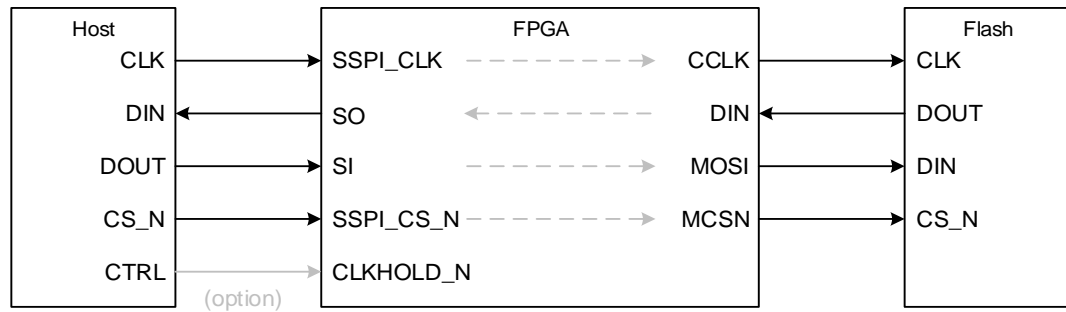 Host FPGA Flash
CLK SSPI_CLK CCLK CLK
DIN SO DIN DOUT
DOUT SI MOSI DIN
CS_N SSPI_CS_N MCSN CS_N
CTRL CLKHOLD_N
(option)